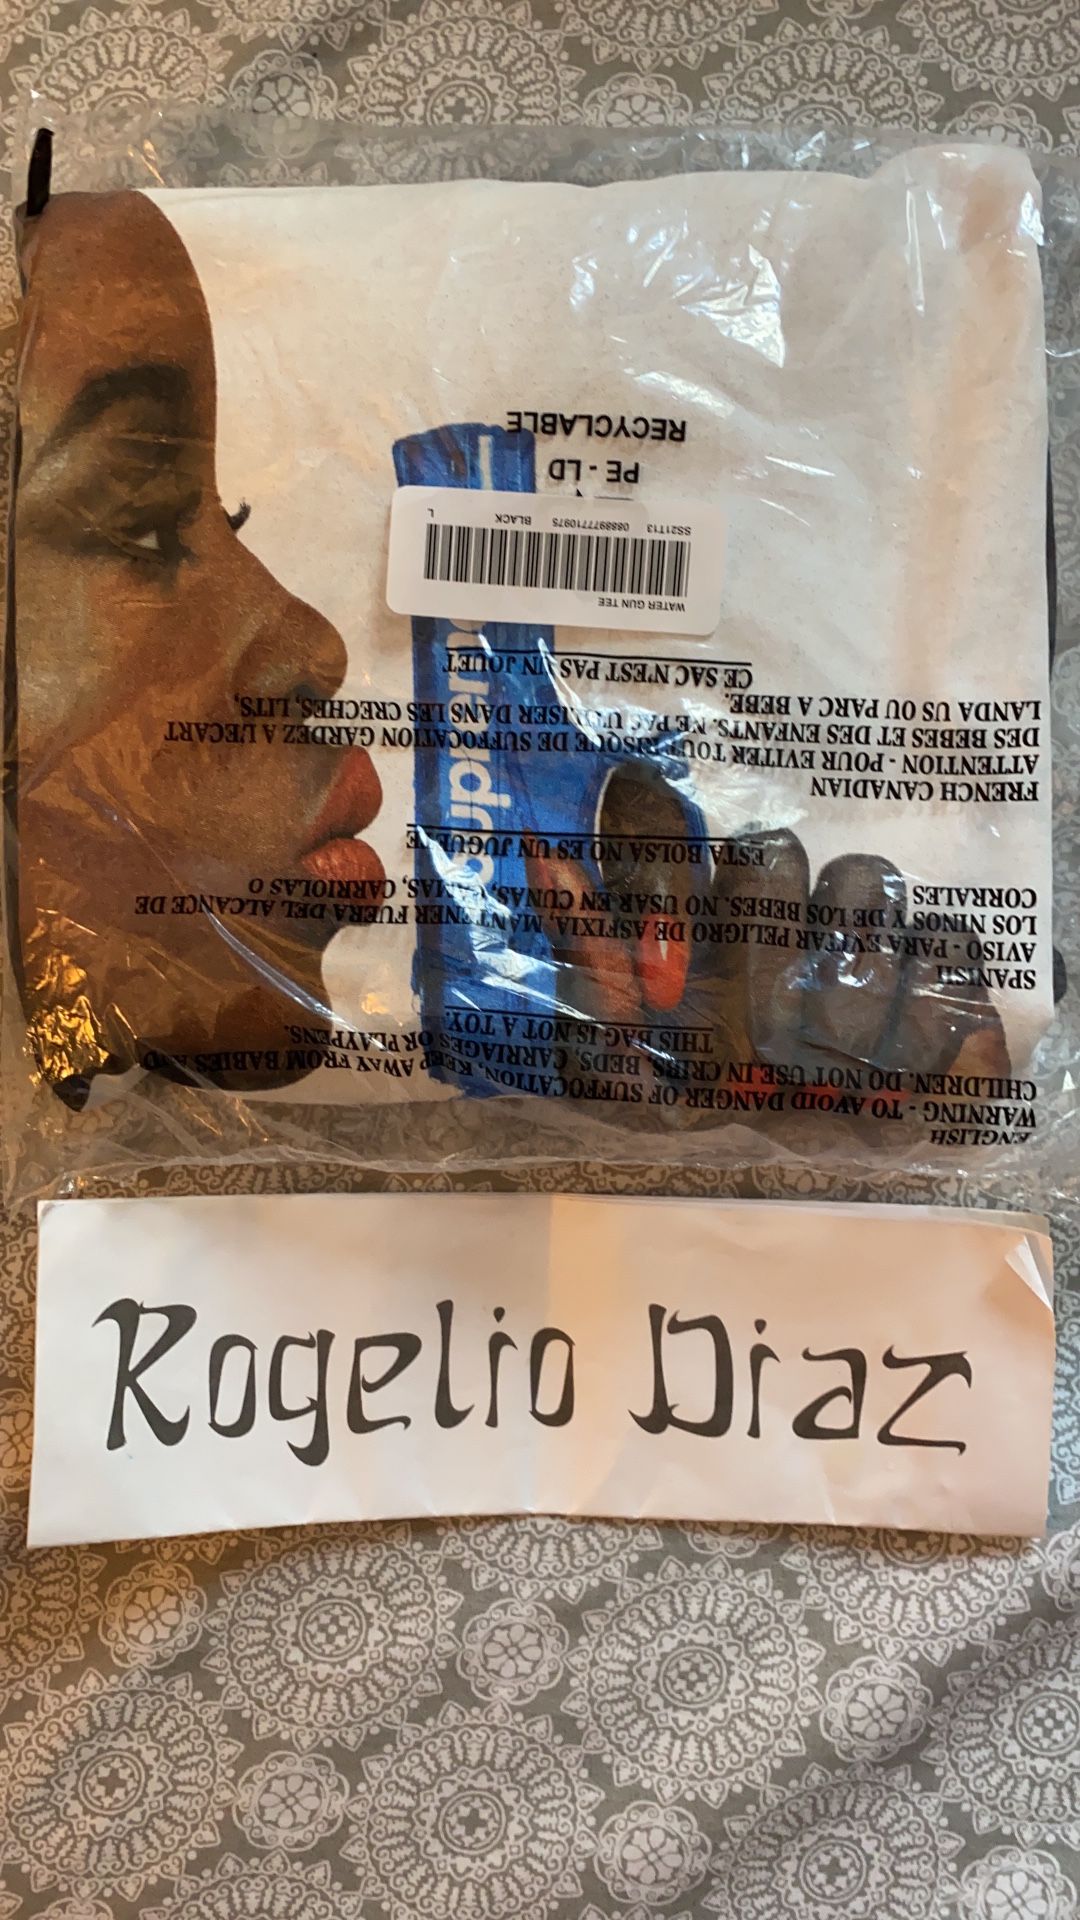 ENGLISH
WARNING - TO AVOID DANGER OF SUFFOCATION, KEEP AWAY FROM BABIES AND
CHILDREN. DO NOT USE IN CRIBS, BEDS, CARRIAGES OR PLAYPENS.
THIS BAG IS NOT A TOY.
SPANISH
AVISO - PARA EVITAR PELIGRO DE ASFIXIA, MANTENER FUERA DEL ALCANCE DE
LOS NINOS Y DE LOS BEBES. NO USAR EN CUNAS, CAMAS, CARRIOLAS O
CORRALES
ESTA BOLSA NO ES UN JUGUETE
FRENCH CANADIAN
ATTENTION - POUR EVITER TOUT RISQUE DE SUFFOCATION GARDEZ A L'ECART
DES BEBES ET DES ENFANTS. NE PAS UTILISER DANS LES CRECHES, LITS,
LANDA US OU PARC A BEBE.
CE SAC N'EST PAS UN JOUET
WATER GUN TEE
SS21T13 088897710975 BLACK L
PE - LD
RECYCLABLE
Rogelio Diaz